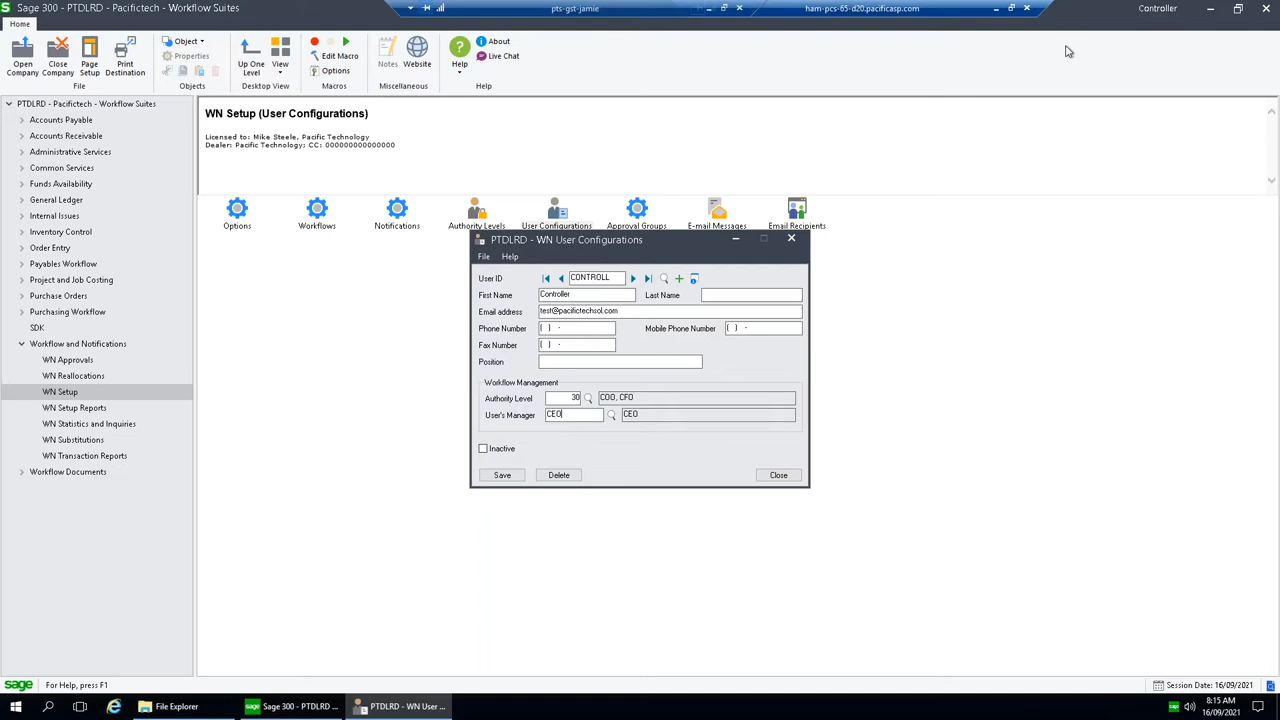 Sage 300 - PTDLRD - Pacifictech - Workflow Suites
pts-gst-jamie
ham-pcs-65-d20.pacificasp.com
Controller
Home
Open Company
Close Company
Page Setup
Print Destination
File
Object
Properties
Objects
Up One Level
View
Desktop View
Edit Macro
Options
Macros
Notes
Website
Miscellaneous
Help
About
Live Chat
Help
PTDLRD - Pacifictech - Workflow Suites
Accounts Payable
Accounts Receivable
Administrative Services
Common Services
Funds Availability
General Ledger
Internal Issues
Inventory Control
Order Entry
Payables Workflow
Project and Job Costing
Purchase Orders
Purchasing Workflow
SDK
Workflow and Notifications
WN Approvals
WN Reallocations
WN Setup
WN Setup Reports
WN Statistics and Inquiries
WN Substitutions
WN Transaction Reports
Workflow Documents
WN Setup (User Configurations)
Licensed to: Mike Steele, Pacific Technology
Dealer: Pacific Technology; CC: 000000000000000
Options
Workflows
Notifications
Authority Levels
User Configurations
Approval Groups
E-mail Messages
Email Recipients
PTDLRD - WN User Configurations
File Help
User ID CONTROLL
First Name Controller Last Name
Email address test@pacifictechsol.com
Phone Number ( ) - Mobile Phone Number ( ) -
Fax Number ( ) -
Position
Workflow Management
Authority Level 30 COO, CFO
User's Manager CEO CEO
Inactive
Save Delete Close
sage For Help, press F1
Session Date: 16/09/2021
File Explorer
sage Sage 300 - PTDLRD ...
PTDLRD - WN User ...
8:15 AM
16/09/2021